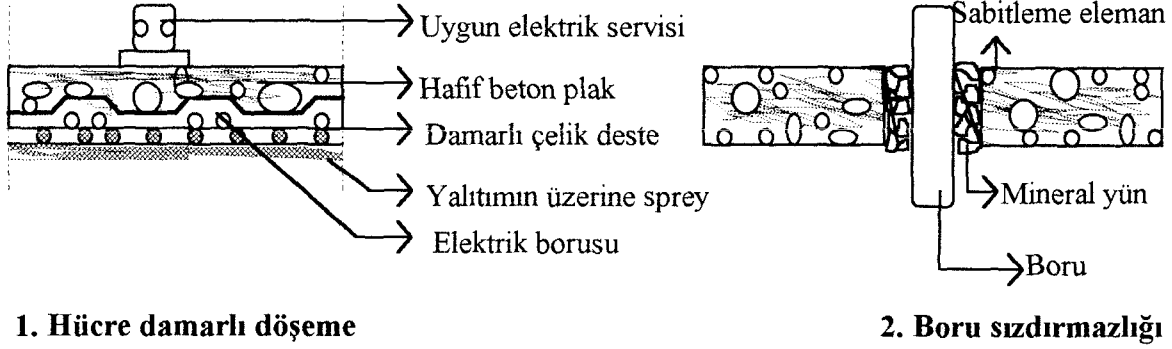 Uygun elektrik servisi
Hafif beton plak
Damarlı çelik deste
Yalıtımın üzerine sprey
Elektrik borusu
1. Hücre damarlı döşeme
Sabitleme eleman
Mineral yün
Boru
2. Boru sızdırmazlığı